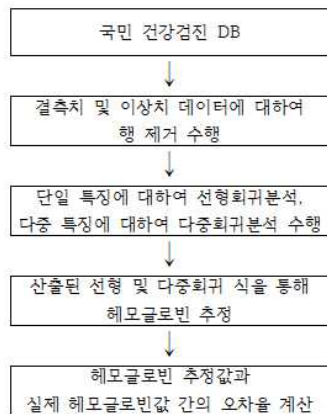 국민 건강검진 DB
결측치 및 이상치 데이터에 대하여
행 제거 수행
단일 특징에 대하여 선형회귀분석,
다중 특징에 대하여 다중회귀분석 수행
산출된 선형 및 다중회귀 식을 통해
헤모글로빈 추정
헤모글로빈 추정값과
실제 헤모글로빈값 간의 오차율 계산